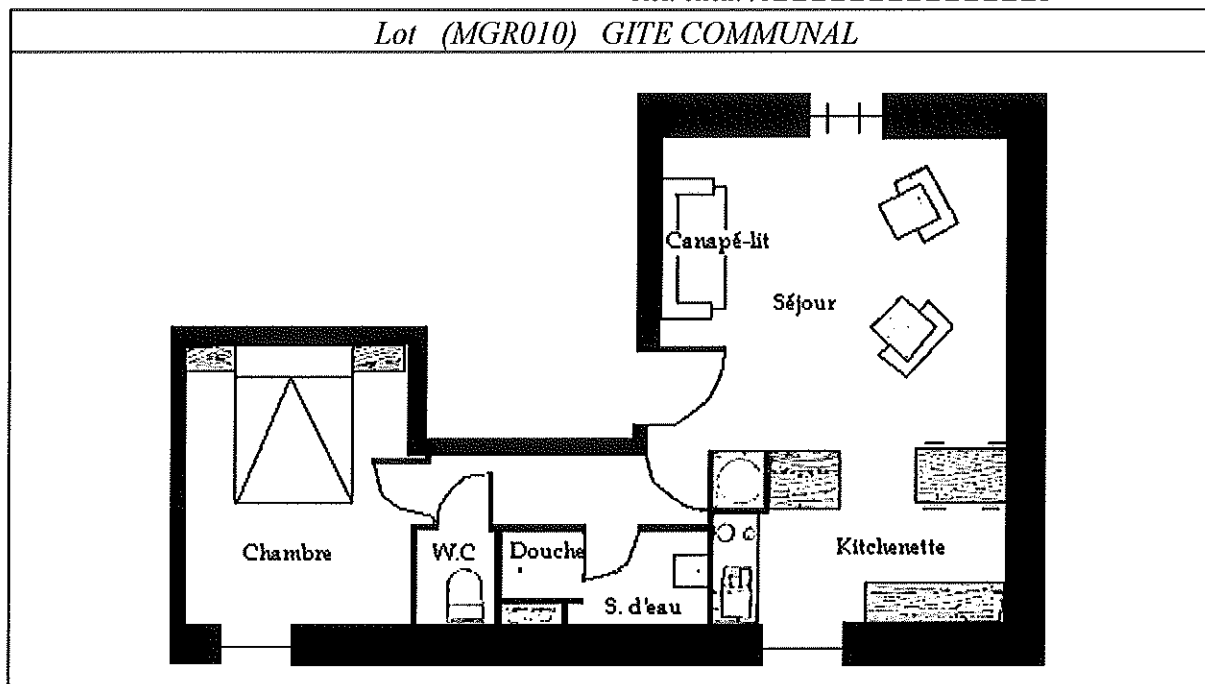 Lot (MGR010) GITE COMMUNAL
Canapé-lit
Séjour
Chambre
W.C
Douche
S. d'eau
Kitchenette